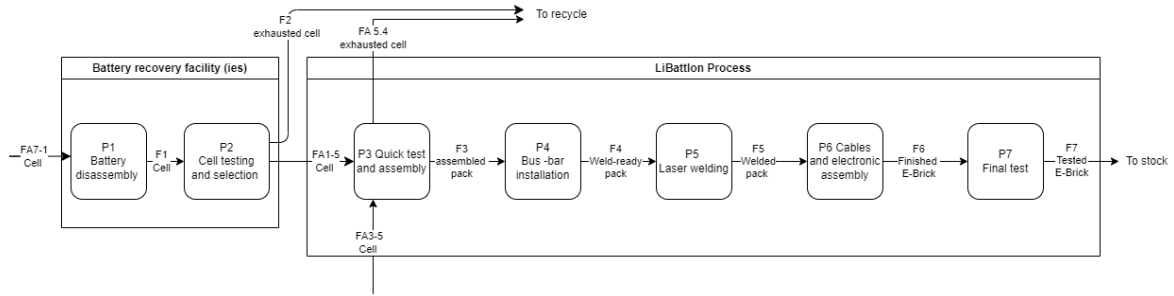 F2
exhausted cell
FA 5.4
exhausted cell
To recycle
Battery recovery facility (ies)
LiBattIon Process
FA7-1
Cell
P1
Battery
disassembly
F1
Cell
P2
Cell testing
and selection
FA1-5
Cell
P3 Quick test
and assembly
F3
assembled
pack
P4
Bus -bar
installation
F4
Weld-ready
pack
P5
Laser welding
F5
Welded
pack
P6 Cables
and electronic
assembly
F6
Finished
E-Brick
P7
Final test
F7
Tested
E-Brick
To stock
FA3-5
Cell